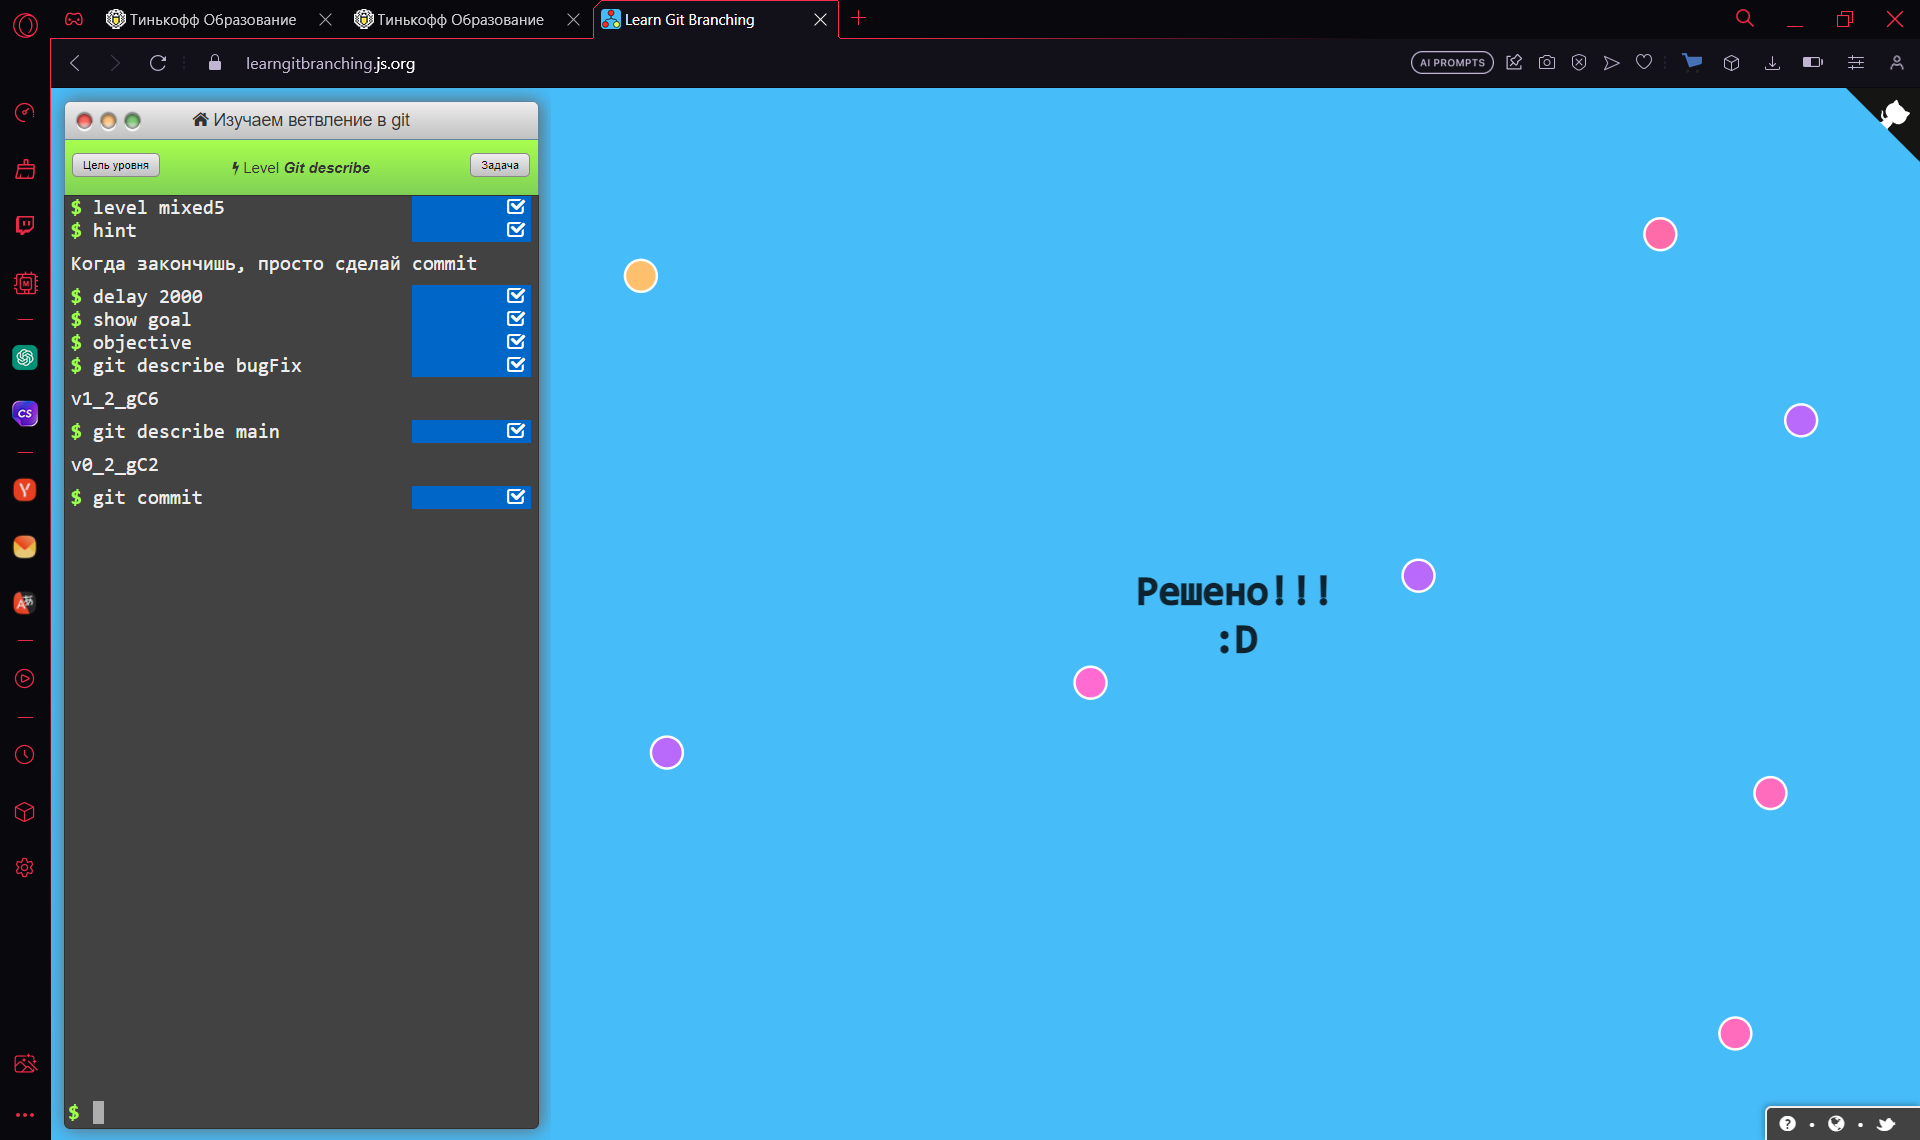 Тинькофф Образование
Тинькофф Образование
Learn Git Branching
learngitbranching.js.org
AI PROMPTS
Изучаем ветвление в git
Цель уровня
Level Git describe
Задача
$ level mixed5
$ hint
Когда закончишь, просто сделай commit
$ delay 2000
$ show goal
$ objective
$ git describe bugFix
v1_2_gC6
$ git describe main
v0_2_gC2
$ git commit
$
Решено!!!
:D
CS
Y
M
?